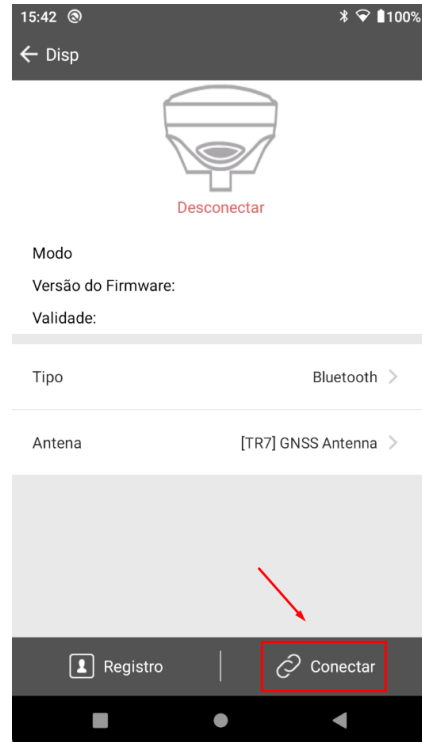 15:42 100%
Disp
Desconectar
Modo
Versão do Firmware:
Validade:
Tipo Bluetooth
Antena [TR7] GNSS Antenna
Registro Conectar